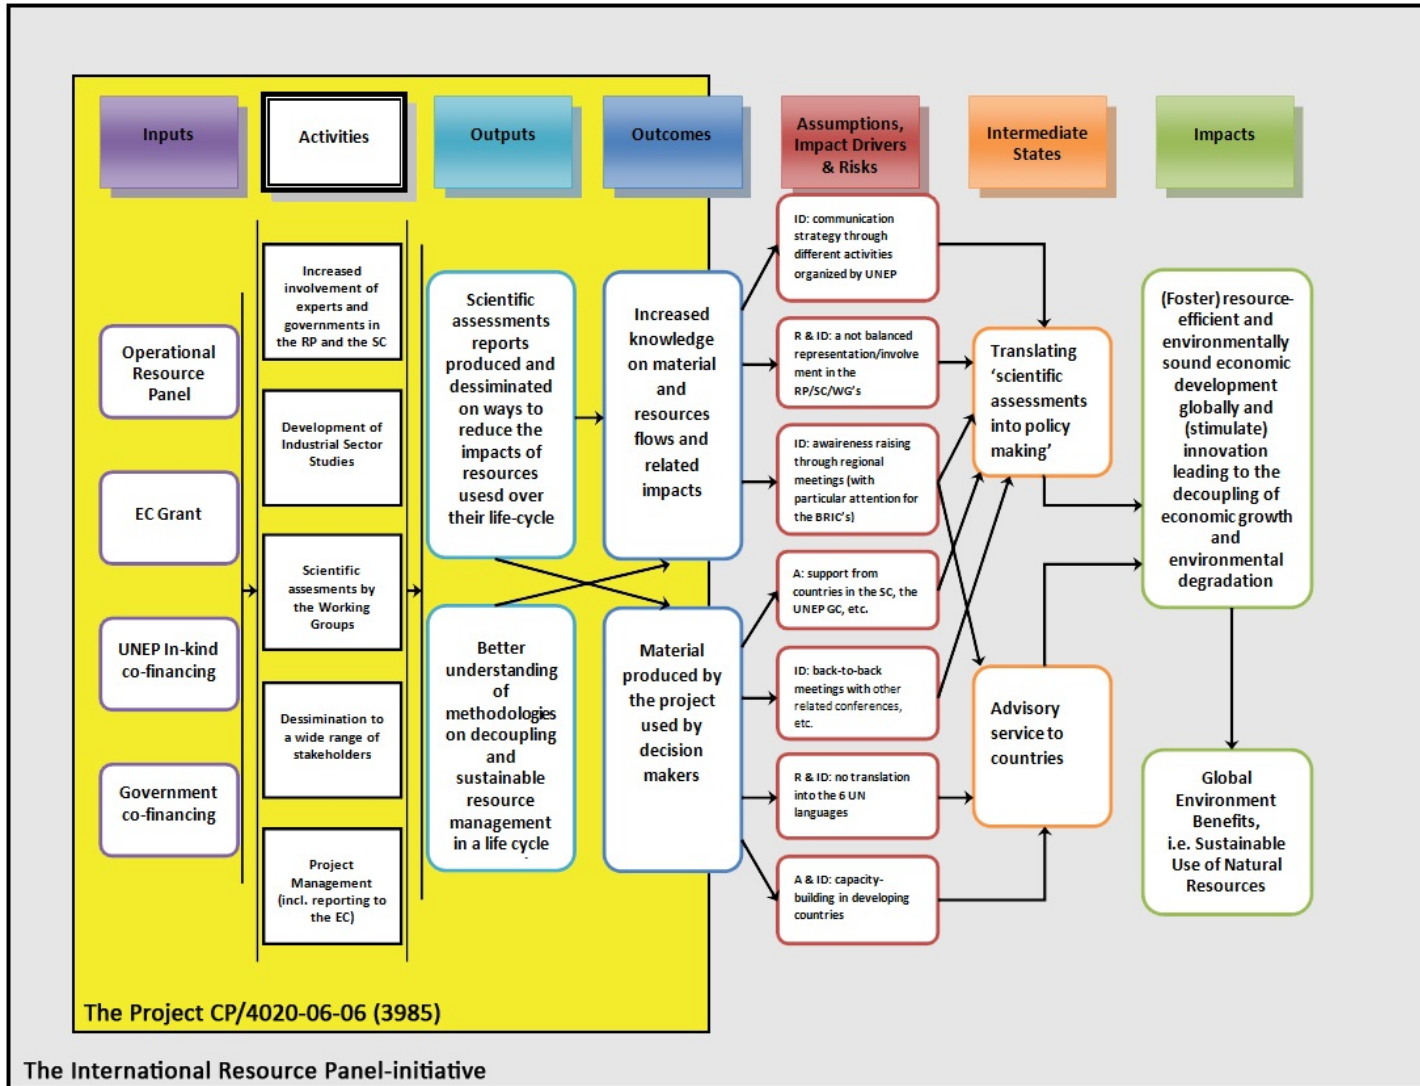 Inputs
Activities
Outputs
Outcomes
Assumptions,
Impact Drivers
& Risks
Intermediate
States
Impacts
Operational
Resource
Panel
EC Grant
UNEP In-kind
co-financing
Government
co-financing
Increased
involvement of
experts and
governments in
the RP and the SC
Development of
Industrial Sector
Studies
Scientific
assesments by
the Working
Groups
Dessimination to
a wide range of
stakeholders
Project
Management
(incl. reporting to
the EC)
Scientific
assessments
reports
produced and
dessiminated
on ways to
reduce the
impacts of
resources
usesd over
their life-cycle
Better
understanding
of
methodologies
on decoupling
and
sustainable
resource
management
in a life cycle
Increased
knowledge
on material
and
resources
flows and
related
impacts
Material
produced by
the project
used by
decision
makers
ID: communication
strategy through
different activities
organized by UNEP
R & ID: a not balanced
representation/involve
ment in the
RP/SC/WG's
ID: awaireness raising
through regional
meetings (with
particular attention for
the BRIC's)
A: support from
countries in the SC, the
UNEP GC, etc.
ID: back-to-back
meetings with other
related conferences,
etc.
R & ID: no translation
into the 6 UN
languages
A & ID: capacity-
building in developing
countries
Translating
‘scientific
assessments
into policy
making’
Advisory
service to
countries
(Foster) resource-
efficient and
environmentally
sound economic
development
globally and
(stimulate)
innovation
leading to the
decoupling of
economic growth
and
environmental
degradation
Global
Environment
Benefits,
i.e. Sustainable
Use of Natural
Resources
The Project CP/4020-06-06 (3985)
The International Resource Panel-initiative